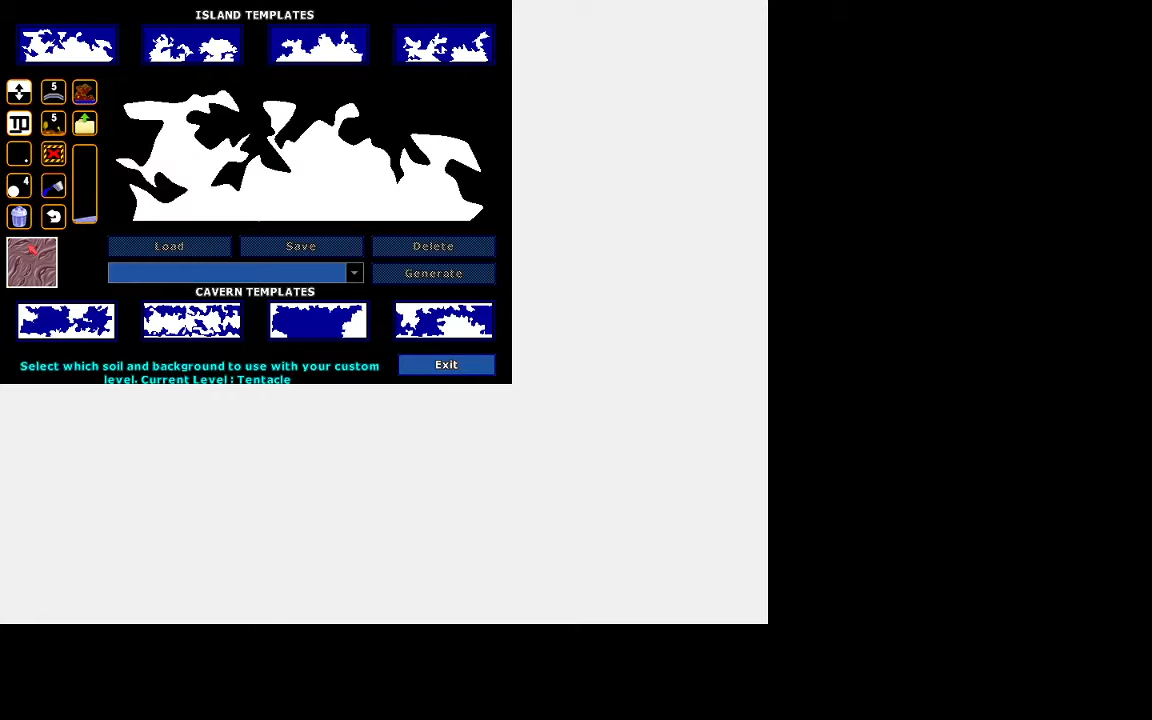 ISLAND TEMPLATES
5
5
4
Load
Save
Delete
Generate
CAVERN TEMPLATES
Select which soil and background to use with your custom
level. Current Level : Tentacle
Exit